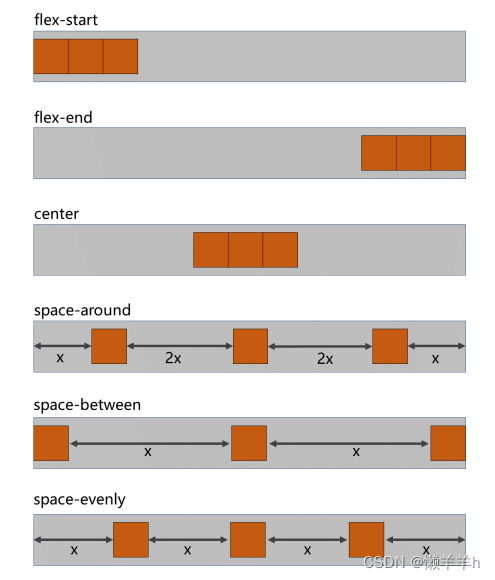 flex-start
flex-end
center
space-around
x 2x 2x x
space-between
x x
space-evenly
x x x x
CSDN @懒羊羊h